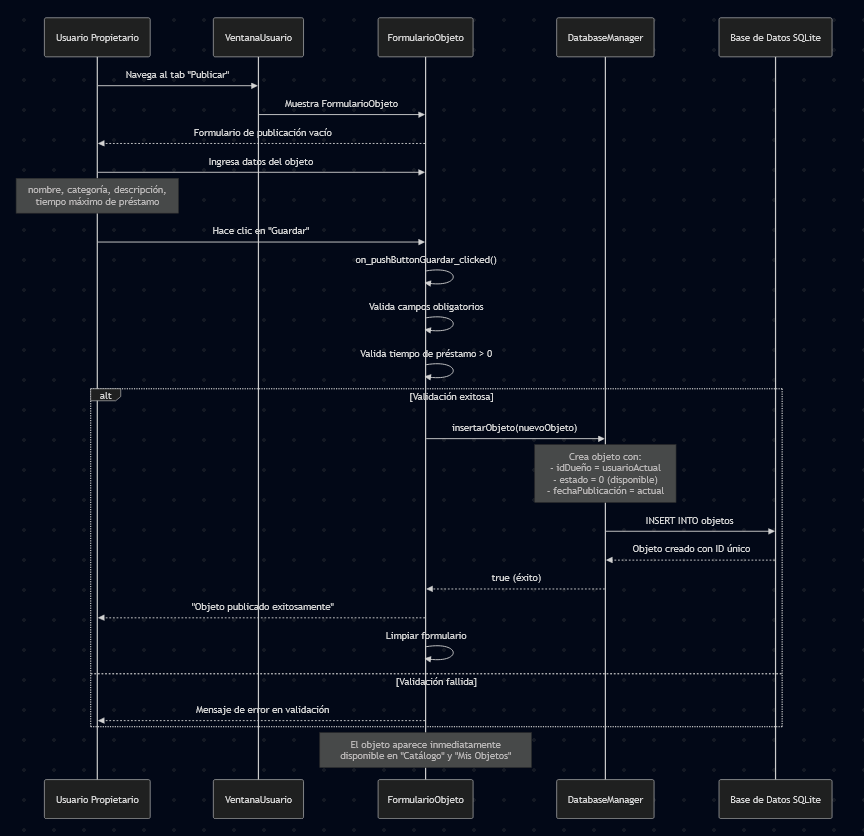 Usuario Propietario
VentanaUsuario
FormularioObjeto
DatabaseManager
Base de Datos SQLite
Navega al tab "Publicar"
Muestra FormularioObjeto
Formulario de publicación vacío
Ingresa datos del objeto
nombre, categoría, descripción,
tiempo máximo de préstamo
Hace clic en "Guardar"
on_pushButtonGuardar_clicked()
Valida campos obligatorios
Valida tiempo de préstamo > 0
alt
[Validación exitosa]
insertarObjeto(nuevoObjeto)
Crea objeto con:
- idDueño = usuarioActual
- estado = 0 (disponible)
- fechaPublicación = actual
INSERT INTO objetos
Objeto creado con ID único
true (éxito)
"Objeto publicado exitosamente"
Limpiar formulario
[Validación fallida]
Mensaje de error en validación
El objeto aparece inmediatamente
disponible en "Catálogo" y "Mis Objetos"
Usuario Propietario
VentanaUsuario
FormularioObjeto
DatabaseManager
Base de Datos SQLite